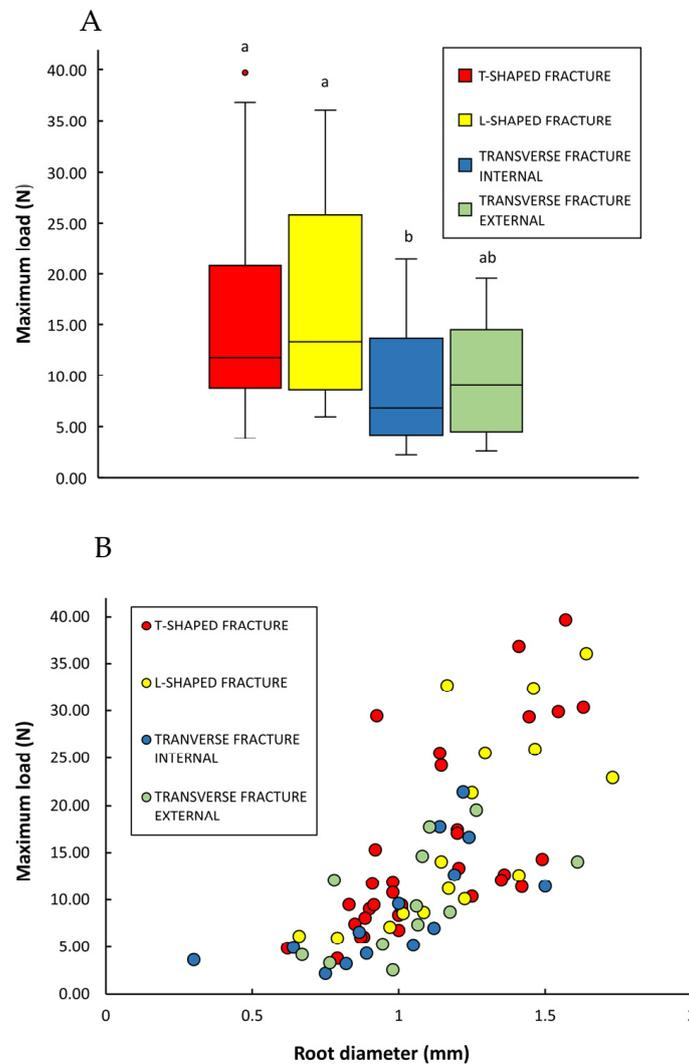 A
a
a
b
ab
40.00
35.00
30.00
25.00
20.00
15.00
10.00
5.00
0.00
Maximum load (N)
T-SHAPED FRACTURE
L-SHAPED FRACTURE
TRANSVERSE FRACTURE
INTERNAL
TRANSVERSE FRACTURE
EXTERNAL
B
40.00
35.00
30.00
25.00
20.00
15.00
10.00
5.00
0.00
Maximum load (N)
T-SHAPED FRACTURE
L-SHAPED FRACTURE
TRANVERSE FRACTURE
INTERNAL
TRANSVERSE FRACTURE
EXTERNAL
0 0.5 1 1.5
Root diameter (mm)